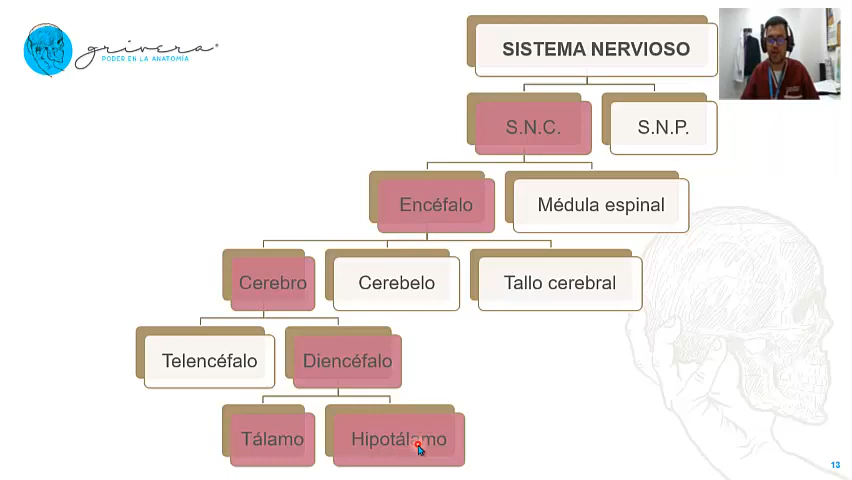 grivera
PODER EN LA ANATOMÍA
SISTEMA NERVIOSO
S.N.C.
S.N.P.
Encéfalo
Médula espinal
Cerebro
Cerebelo
Tallo cerebral
Telencéfalo
Diencéfalo
Tálamo
Hipotálamo
13